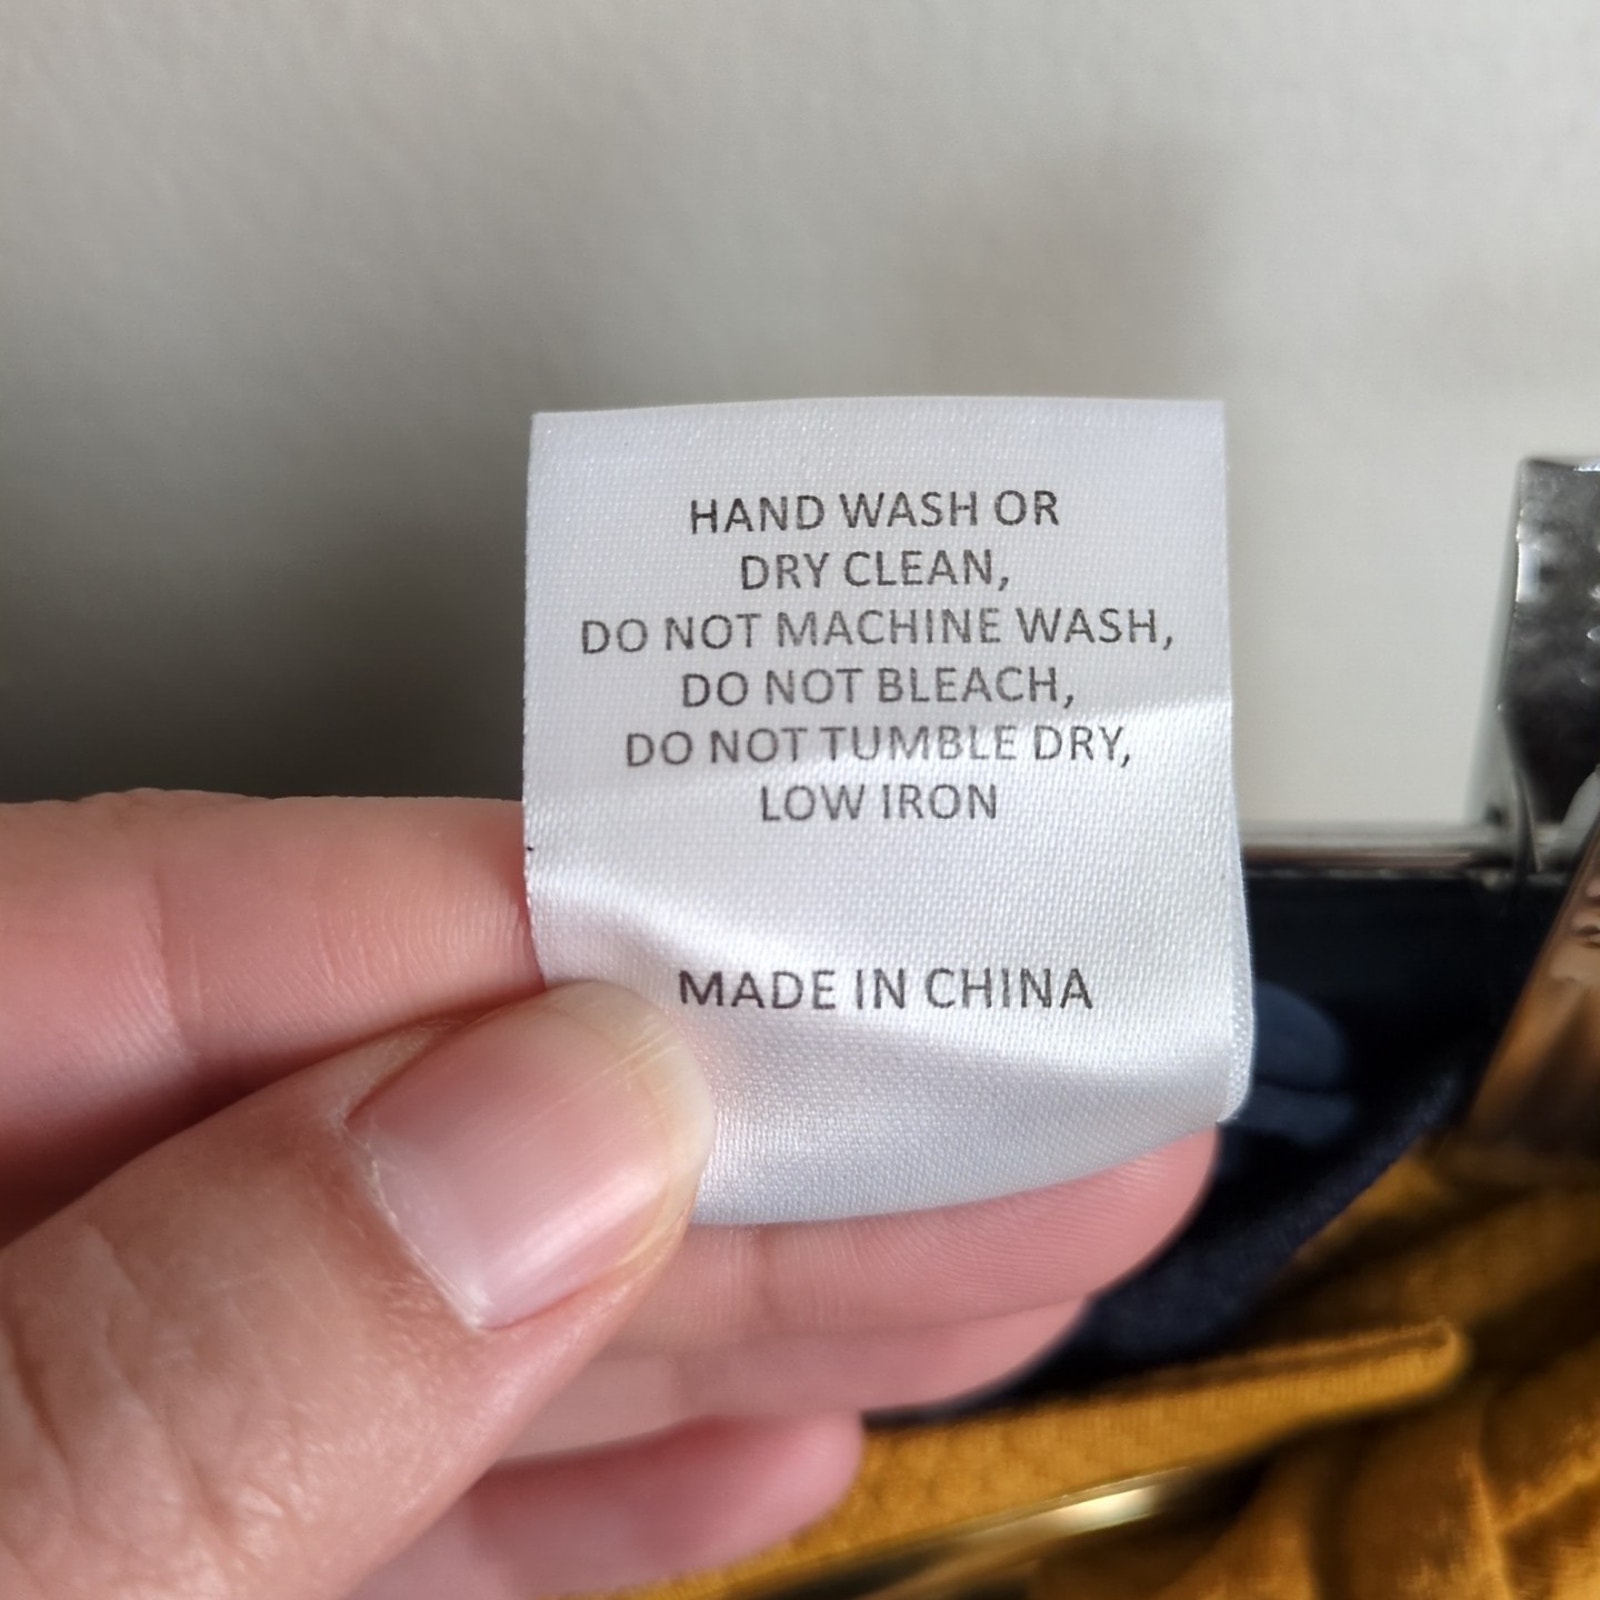 HAND WASH OR
DRY CLEAN,
DO NOT MACHINE WASH,
DO NOT BLEACH,
DO NOT TUMBLE DRY,
LOW IRON
MADE IN CHINA